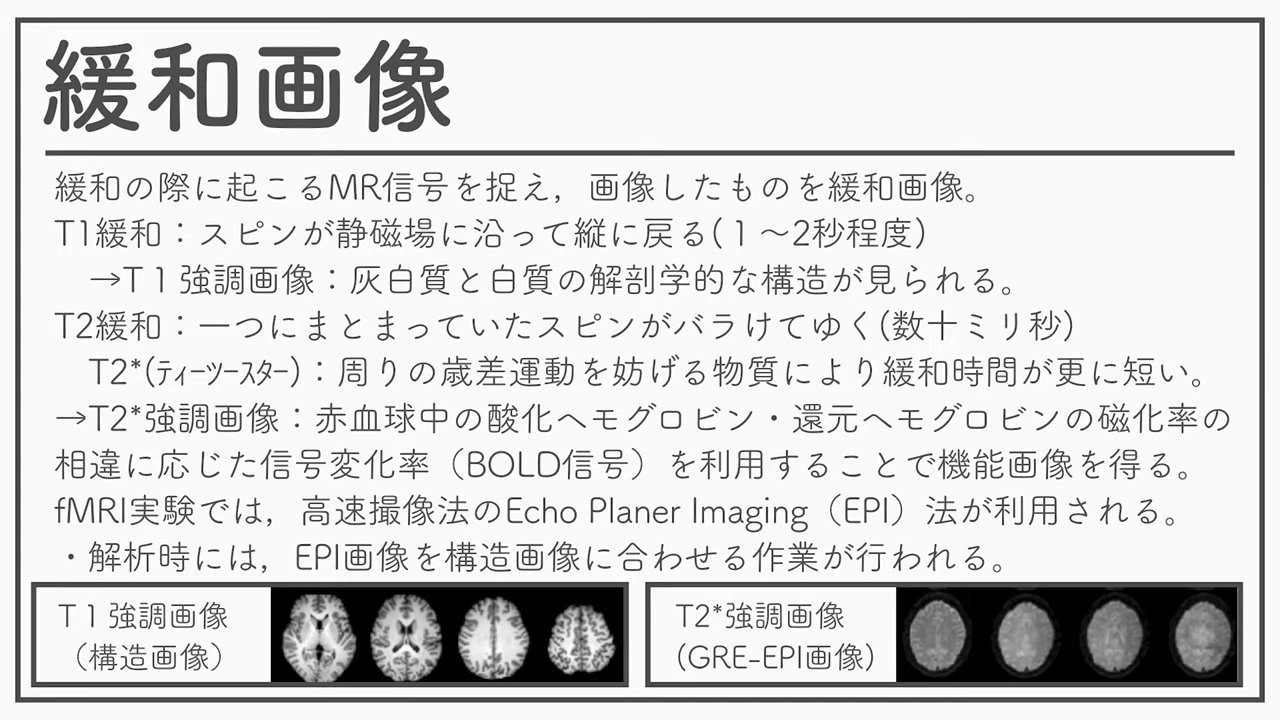 緩和画像
緩和の際に起こるMR信号を捉え，画像したものを緩和画像。
T1緩和：スピンが静磁場に沿って縦に戻る(１～2秒程度)
→T１強調画像：灰白質と白質の解剖学的な構造が見られる。
T2緩和：一つにまとまっていたスピンがバラけてゆく(数十ミリ秒)
T2*(ﾃｨｰﾂｰｽﾀｰ)：周りの歳差運動を妨げる物質により緩和時間が更に短い。
→T2*強調画像：赤血球中の酸化ヘモグロビン・還元ヘモグロビンの磁化率の
相違に応じた信号変化率（BOLD信号）を利用することで機能画像を得る。
fMRI実験では，高速撮像法のEcho Planer Imaging（EPI）法が利用される。
・解析時には，EPI画像を構造画像に合わせる作業が行われる。
T１強調画像
（構造画像）
T2*強調画像
(GRE-EPI画像)